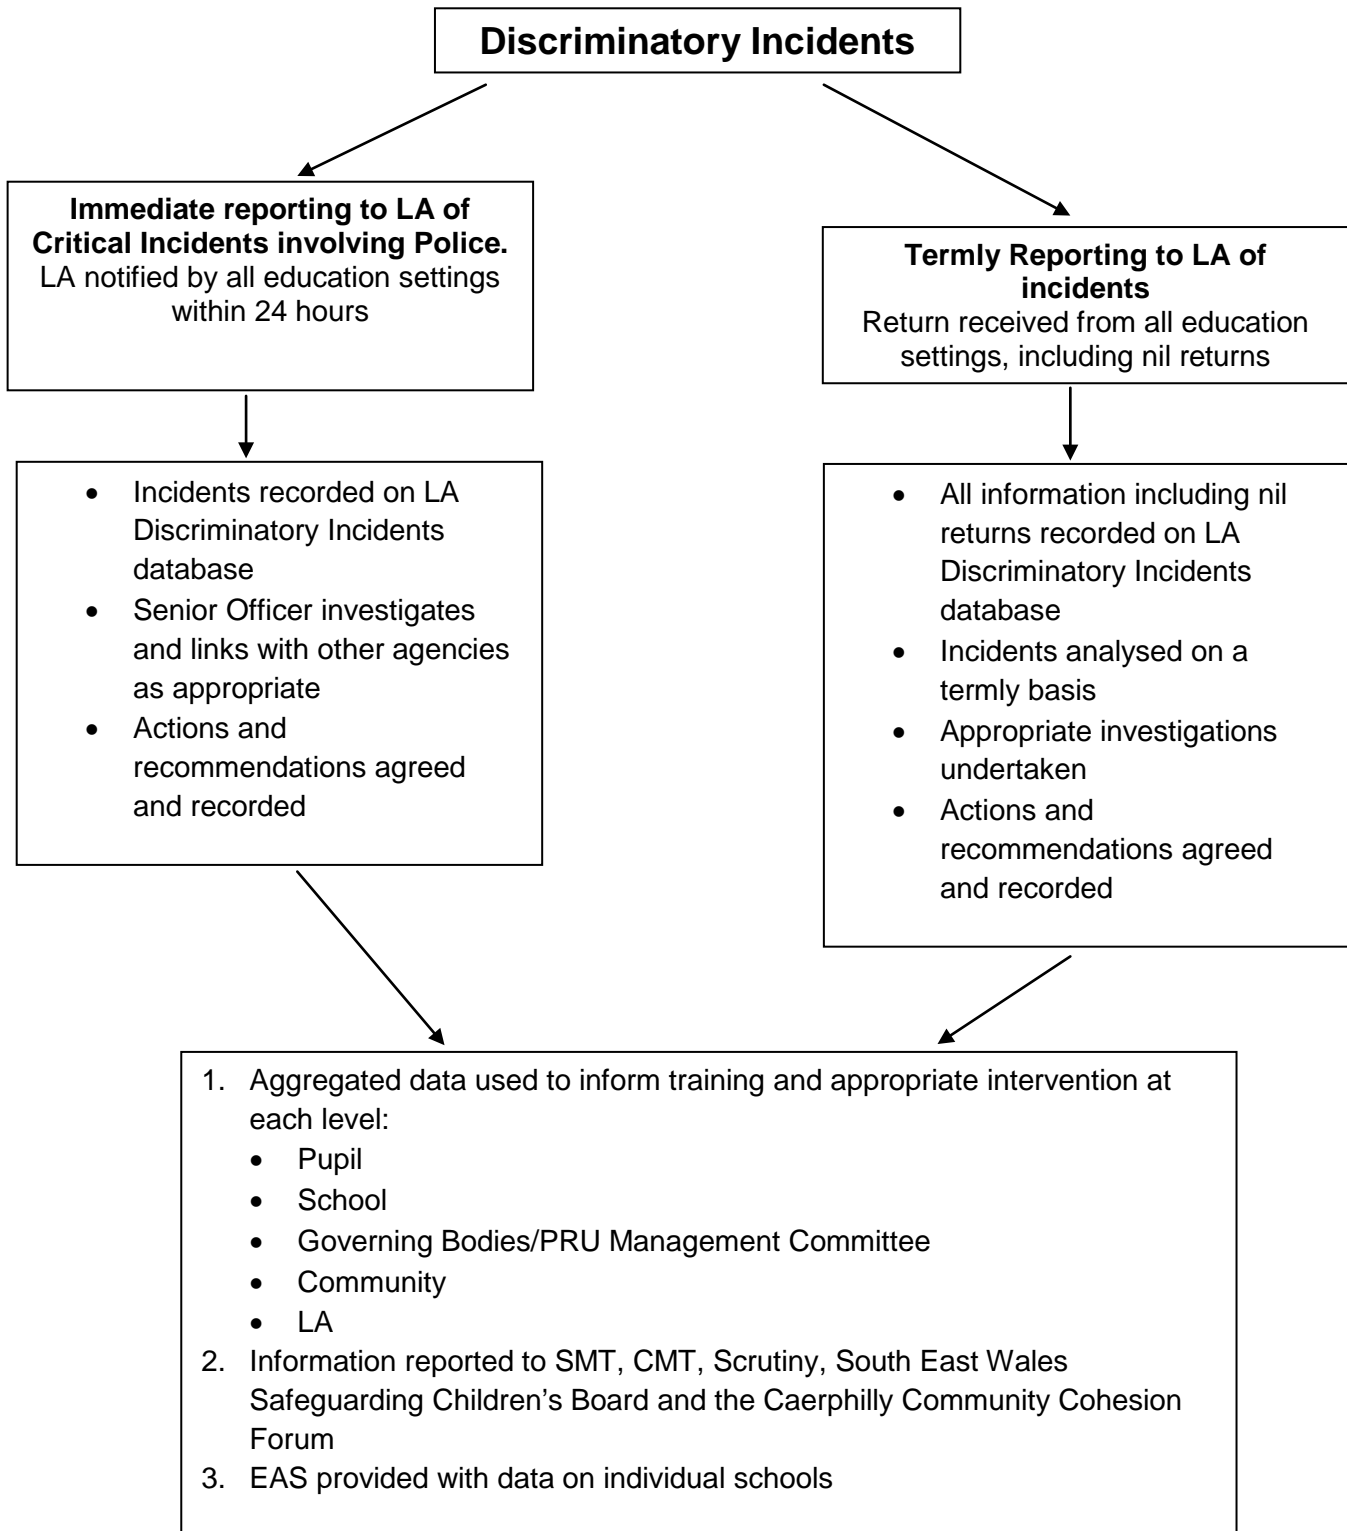 Discriminatory Incidents
Immediate reporting to LA of
Critical Incidents involving Police.
LA notified by all education settings
within 24 hours
Termly Reporting to LA of
incidents
Return received from all education
settings, including nil returns
• Incidents recorded on LA
Discriminatory Incidents
database
• Senior Officer investigates
and links with other agencies
as appropriate
• Actions and
recommendations agreed
and recorded
• All information including nil
returns recorded on LA
Discriminatory Incidents
database
• Incidents analysed on a
termly basis
• Appropriate investigations
undertaken
• Actions and
recommendations agreed
and recorded
1. Aggregated data used to inform training and appropriate intervention at
each level:
• Pupil
• School
• Governing Bodies/PRU Management Committee
• Community
• LA
2. Information reported to SMT, CMT, Scrutiny, South East Wales
Safeguarding Children’s Board and the Caerphilly Community Cohesion
Forum
3. EAS provided with data on individual schools